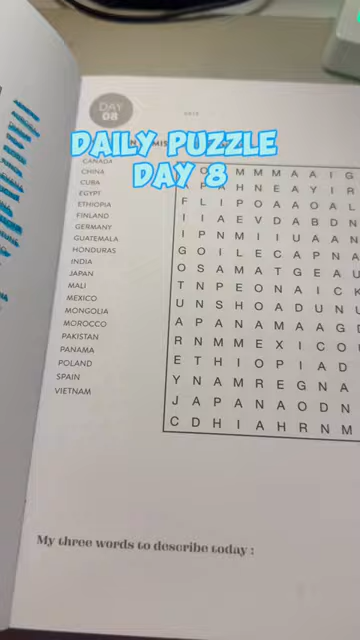 DAY
08
DATE
DAILY PUZZLE
DAY 8
CANADA
CHINA
CUBA
EGYPT
ETHIOPIA
FINLAND
GERMANY
GUATEMALA
HONDURAS
INDIA
JAPAN
MALI
MEXICO
MONGOLIA
MOROCCO
PAKISTAN
PANAMA
POLAND
SPAIN
VIETNAM
O M M M A A I G
P A H N E A Y I R
F L I P O A A O A L
I I A E V D A B D N
I P N M I I U A A N
G O I L E C A P N A
O S A M A T G E A U
T N P E O N A I C K
U N S H O A D U N U
A P A N A M A A G D
R N M M E X I C O
E T H I O P I A D
Y N A M R E G N A
J A P A N A O D N
C D H I A H R N M
My three words to describe today :